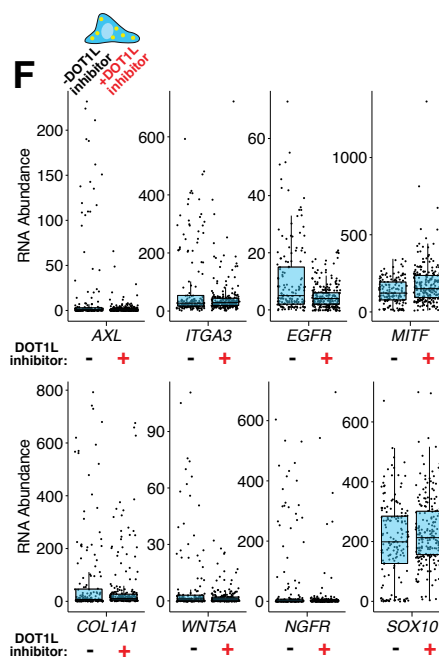 F
-DOT1L inhibitor
+DOT1L inhibitor
RNA Abundance
200
150
100
50
0
600
400
200
0
60
40
20
0
1000
500
0
AXL
ITGA3
EGFR
MITF
DOT1L
inhibitor:
- + - + - + - +
RNA Abundance
800
600
400
200
0
90
60
30
0
600
400
200
0
600
400
200
0
COL1A1
WNT5A
NGFR
SOX10
DOT1L
inhibitor:
- + - + - + - +